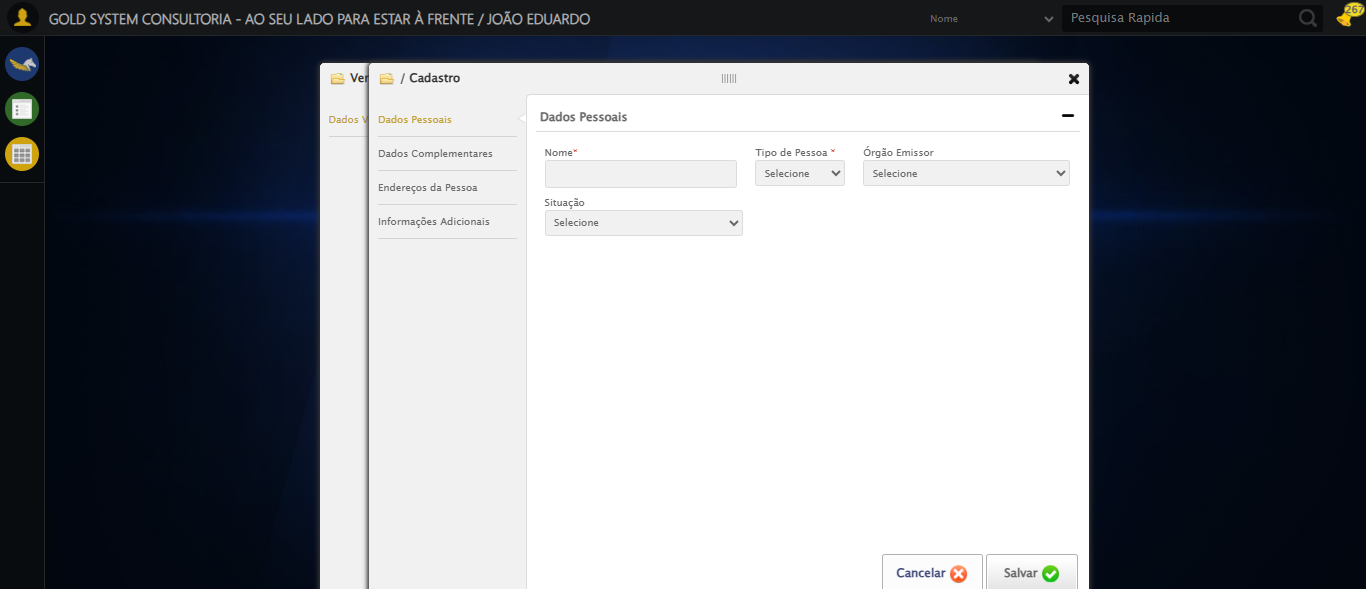 GOLD SYSTEM CONSULTORIA - AO SEU LADO PARA ESTAR À FRENTE / JOÃO EDUARDO
Nome
Pesquisa Rapida
267
Ver
/ Cadastro
Dados V
Dados Pessoais
Dados Complementares
Endereços da Pessoa
Informações Adicionais
Dados Pessoais
Nome*
Tipo de Pessoa *
Órgão Emissor
Selecione
Selecione
Situação
Selecione
Cancelar
Salvar